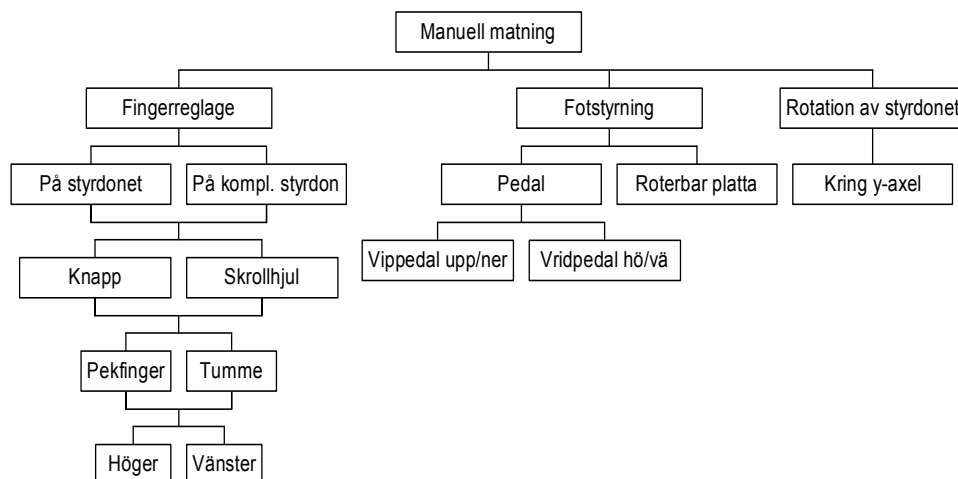 Manuell matning
Fingerreglage
Fotstyrning
Rotation av styrdonet
På styrdonet
På kompl. styrdon
Pedal
Roterbar platta
Kring y-axel
Knapp
Skrollhjul
Vippedal upp/ner
Vridpedal hö/vä
Pekfinger
Tumme
Höger
Vänster